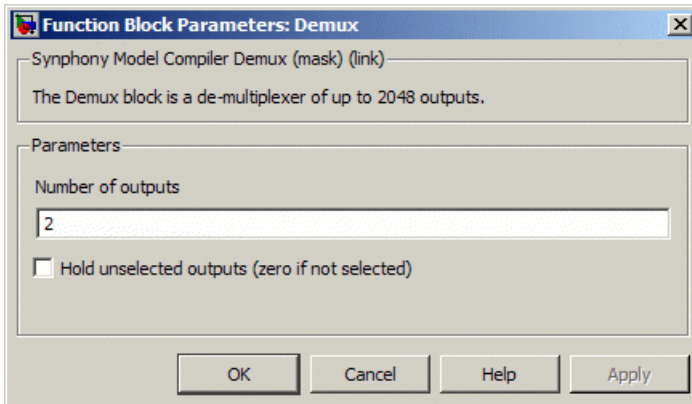 Function Block Parameters: Demux
Synphony Model Compiler Demux (mask) (link)
The Demux block is a de-multiplexer of up to 2048 outputs.
Parameters
Number of outputs
2
Hold unselected outputs (zero if not selected)
OK Cancel Help Apply